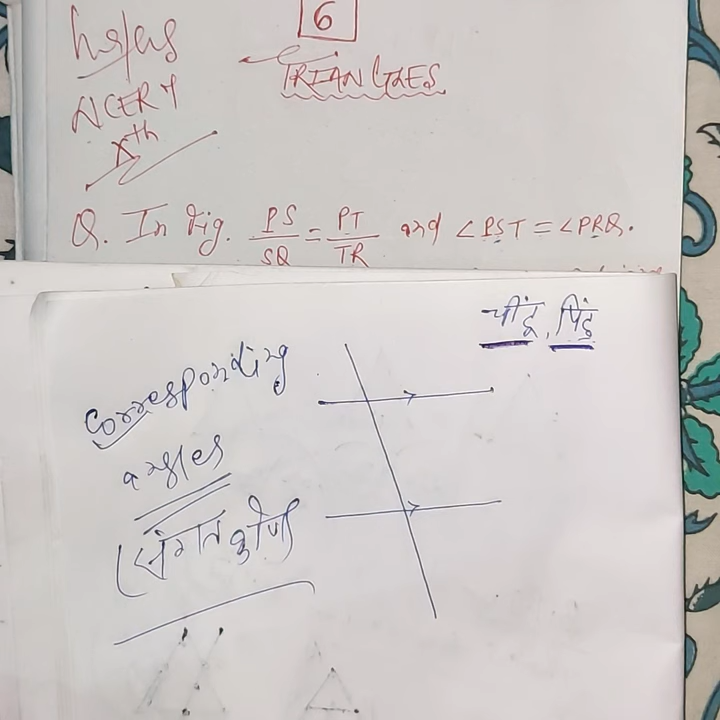 6
TRIANGLES
NCERT
Xth
Q. In fig. PS/SQ = PT/TR and ∠PST = ∠PRQ.
चींटू, पिंटू
Corresponding
angles
(संगत कोण)